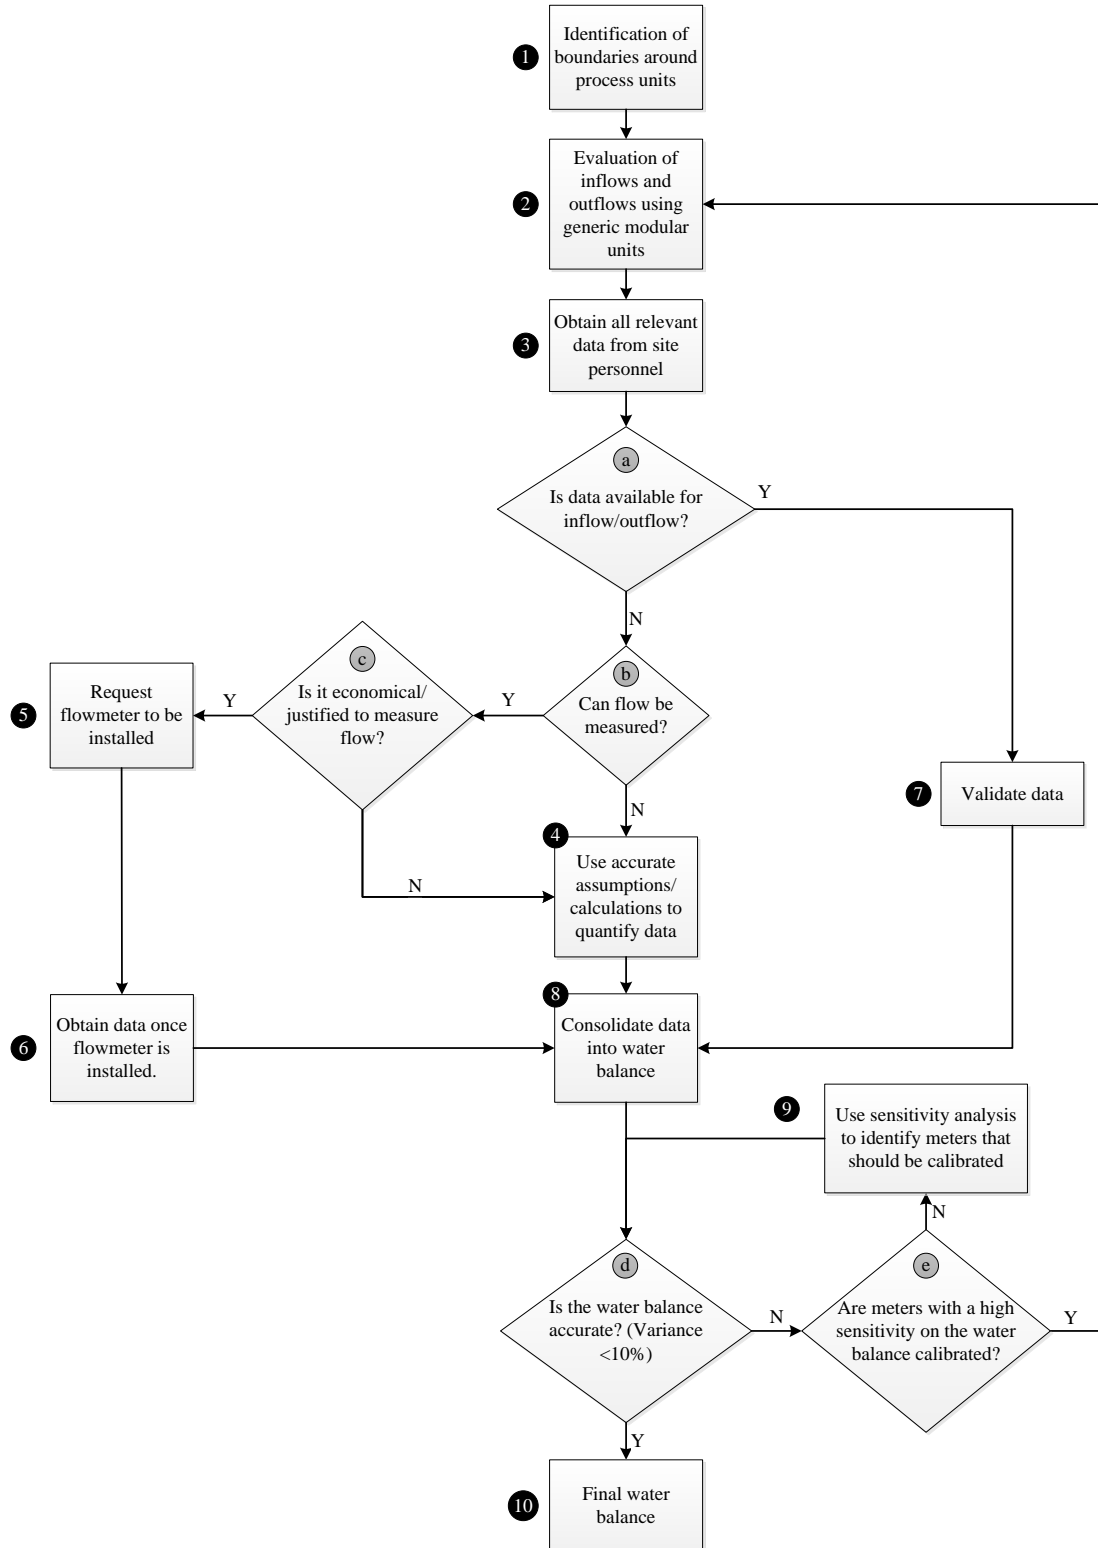 1
Identification of
boundaries around
process units
2
Evaluation of
inflows and
outflows using
generic modular
units
3
Obtain all relevant
data from site
personnel
a
Is data available for
inflow/outflow?
Y
N
c
Is it economical/
justified to measure
flow?
Y
N
b
Can flow be
measured?
Y
N
5
Request
flowmeter to be
installed
7
Validate data
4
Use accurate
assumptions/
calculations to
quantify data
6
Obtain data once
flowmeter is
installed.
8
Consolidate data
into water
balance
9
Use sensitivity analysis
to identify meters that
should be calibrated
N
d
Is the water balance
accurate? (Variance
<10%)
N
Y
e
Are meters with a high
sensitivity on the water
balance calibrated?
Y
10
Final water
balance